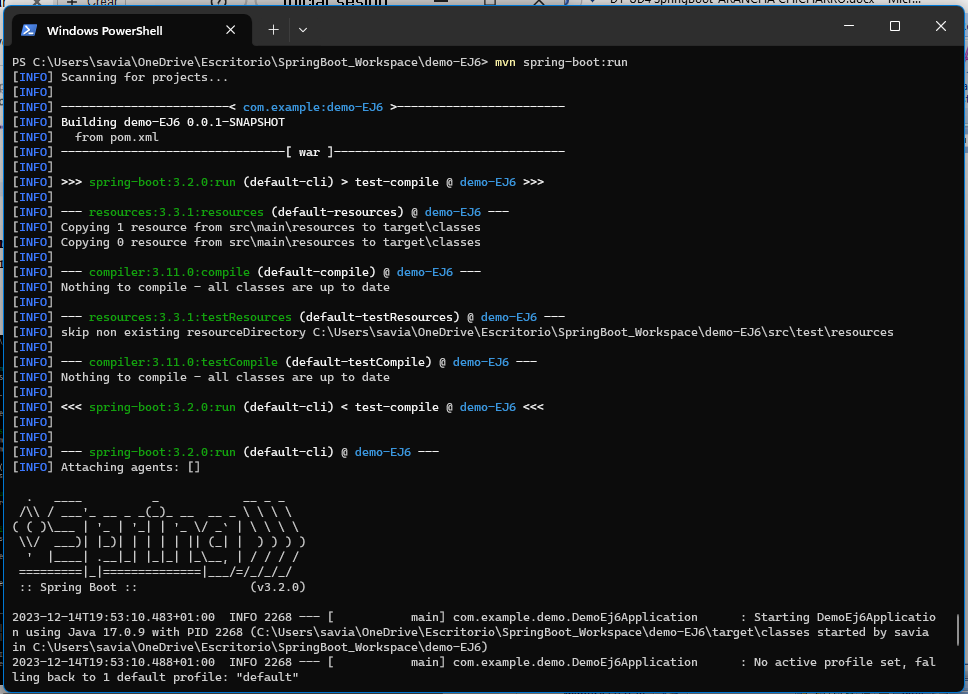 Crear
Inicial sesión
Windows PowerShell
PS C:\Users\savia\OneDrive\Escritorio\SpringBoot_Workspace\demo-EJ6> mvn spring-boot:run
[INFO] Scanning for projects...
[INFO]
[INFO] ------------------------< com.example:demo-EJ6 >------------------------
[INFO] Building demo-EJ6 0.0.1-SNAPSHOT
[INFO]   from pom.xml
[INFO] --------------------------------[ war ]---------------------------------
[INFO]
[INFO] >>> spring-boot:3.2.0:run (default-cli) > test-compile @ demo-EJ6 >>>
[INFO]
[INFO] --- resources:3.3.1:resources (default-resources) @ demo-EJ6 ---
[INFO] Copying 1 resource from src\main\resources to target\classes
[INFO] Copying 0 resource from src\main\resources to target\classes
[INFO]
[INFO] --- compiler:3.11.0:compile (default-compile) @ demo-EJ6 ---
[INFO] Nothing to compile - all classes are up to date
[INFO]
[INFO] --- resources:3.3.1:testResources (default-testResources) @ demo-EJ6 ---
[INFO] skip non existing resourceDirectory C:\Users\savia\OneDrive\Escritorio\SpringBoot_Workspace\demo-EJ6\src\test\resources
[INFO]
[INFO] --- compiler:3.11.0:testCompile (default-testCompile) @ demo-EJ6 ---
[INFO] Nothing to compile - all classes are up to date
[INFO]
[INFO] <<< spring-boot:3.2.0:run (default-cli) < test-compile @ demo-EJ6 <<<
[INFO]
[INFO]
[INFO] --- spring-boot:3.2.0:run (default-cli) @ demo-EJ6 ---
[INFO] Attaching agents: []
  .   ____          _            __ _ _
 /\\ / ___'_ __ _ _(_)_ __  __ _ \ \ \ \
( ( )\___ | '_ | '_| | '_ \/ _` | \ \ \ \
 \\/  ___)| |_)| | | | | || (_| |  ) ) ) )
  '  |____| .__|_| |_|_| |_\__, | / / / /
 =========|_|==============|___/=/_/_/_/
 :: Spring Boot ::                (v3.2.0)
2023-12-14T19:53:10.483+01:00  INFO 2268 --- [           main] com.example.demo.DemoEj6Application      : Starting DemoEj6Applicatio
n using Java 17.0.9 with PID 2268 (C:\Users\savia\OneDrive\Escritorio\SpringBoot_Workspace\demo-EJ6\target\classes started by savia
in C:\Users\savia\OneDrive\Escritorio\SpringBoot_Workspace\demo-EJ6)
2023-12-14T19:53:10.488+01:00  INFO 2268 --- [           main] com.example.demo.DemoEj6Application      : No active profile set, fal
ling back to 1 default profile: "default"